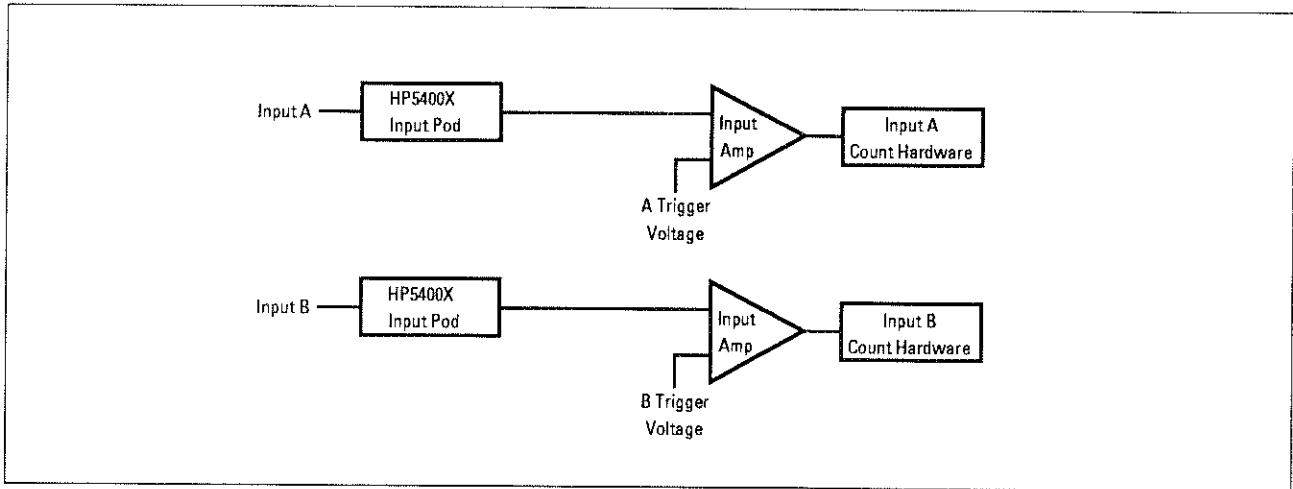 Input A
HP5400X
Input Pod
Input
Amp
A Trigger
Voltage
Input A
Count Hardware
Input B
HP5400X
Input Pod
Input
Amp
B Trigger
Voltage
Input B
Count Hardware